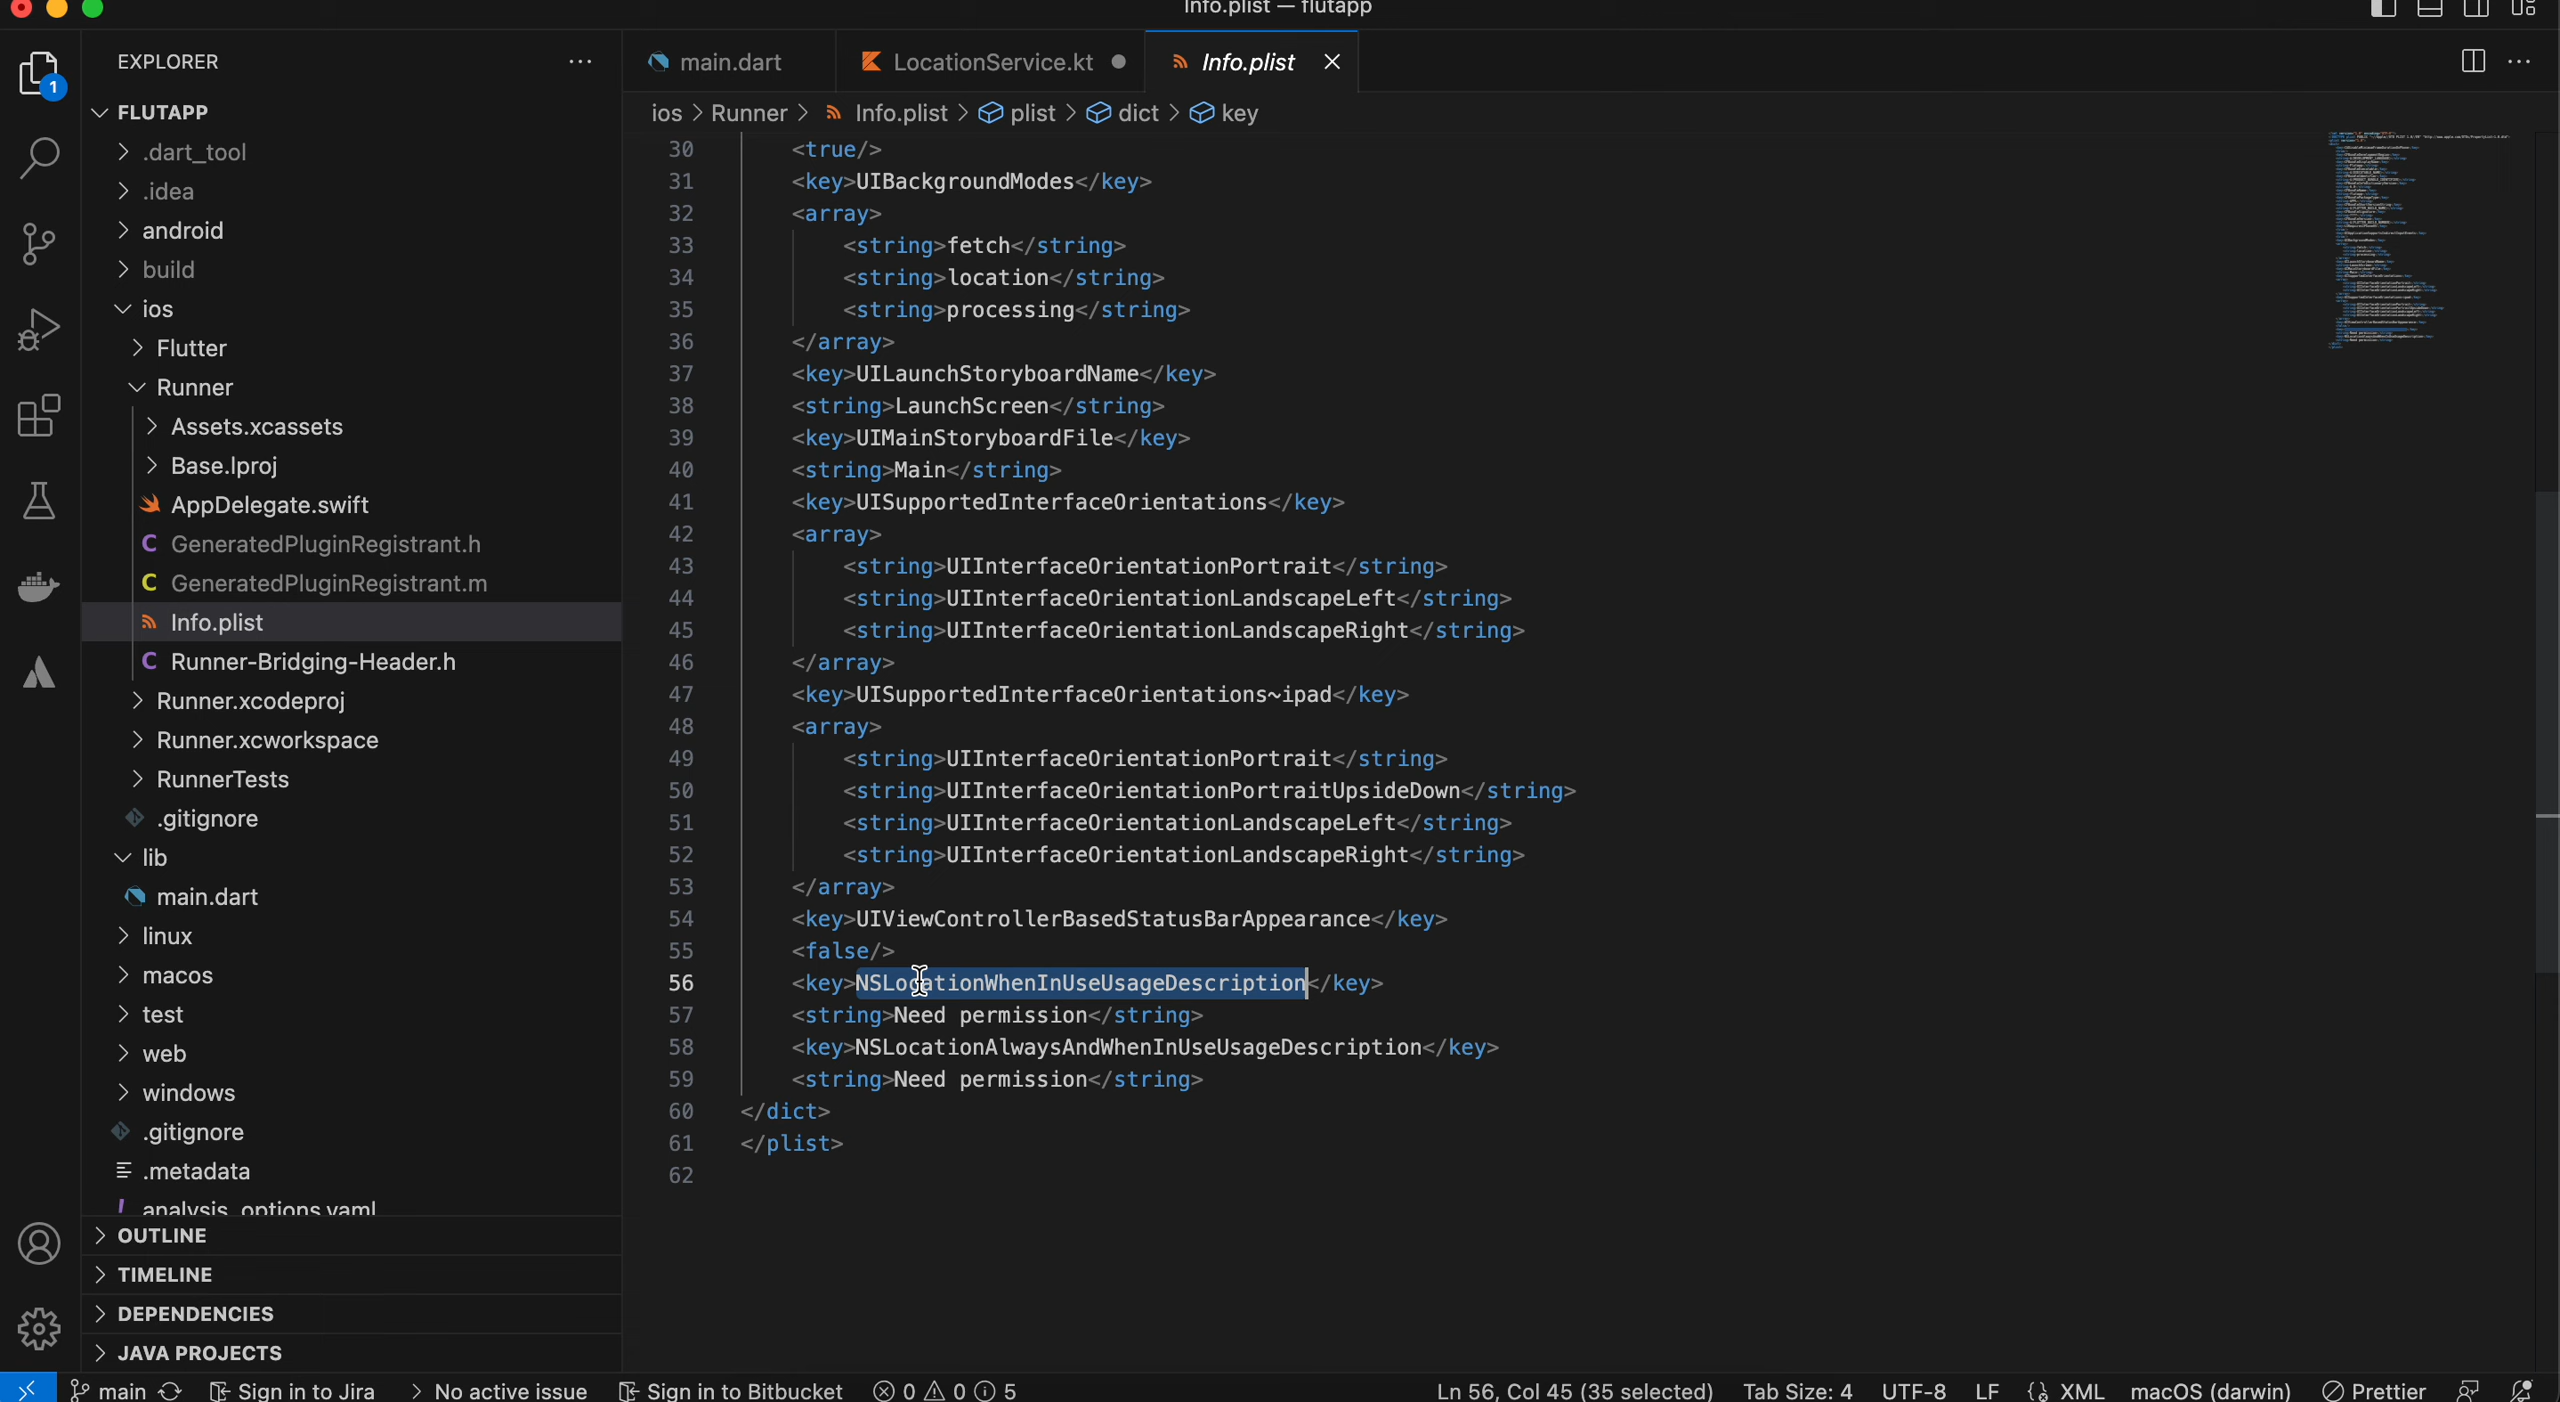 Info.plist — flutapp
EXPLORER
FLUTAPP
.dart_tool
.idea
android
build
ios
Flutter
Runner
Assets.xcassets
Base.lproj
AppDelegate.swift
C GeneratedPluginRegistrant.h
C GeneratedPluginRegistrant.m
Info.plist
C Runner-Bridging-Header.h
Runner.xcodeproj
Runner.xcworkspace
RunnerTests
.gitignore
lib
main.dart
linux
macos
test
web
windows
.gitignore
.metadata
! analysis_options.yaml
OUTLINE
TIMELINE
DEPENDENCIES
JAVA PROJECTS
1
main.dart LocationService.kt Info.plist
ios > Runner > Info.plist > plist > dict > key
30 <true/>
31 <key>UIBackgroundModes</key>
32 <array>
33 <string>fetch</string>
34 <string>location</string>
35 <string>processing</string>
36 </array>
37 <key>UILaunchStoryboardName</key>
38 <string>LaunchScreen</string>
39 <key>UIMainStoryboardFile</key>
40 <string>Main</string>
41 <key>UISupportedInterfaceOrientations</key>
42 <array>
43 <string>UIInterfaceOrientationPortrait</string>
44 <string>UIInterfaceOrientationLandscapeLeft</string>
45 <string>UIInterfaceOrientationLandscapeRight</string>
46 </array>
47 <key>UISupportedInterfaceOrientations~ipad</key>
48 <array>
49 <string>UIInterfaceOrientationPortrait</string>
50 <string>UIInterfaceOrientationPortraitUpsideDown</string>
51 <string>UIInterfaceOrientationLandscapeLeft</string>
52 <string>UIInterfaceOrientationLandscapeRight</string>
53 </array>
54 <key>UIViewControllerBasedStatusBarAppearance</key>
55 <false/>
56 <key>NSLocationWhenInUseUsageDescription</key>
57 <string>Need permission</string>
58 <key>NSLocationAlwaysAndWhenInUseUsageDescription</key>
59 <string>Need permission</string>
60 </dict>
61 </plist>
62
main Sign in to Jira > No active issue Sign in to Bitbucket 0 0 5 Ln 56, Col 45 (35 selected) Tab Size: 4 UTF-8 LF XML macOS (darwin) Prettier